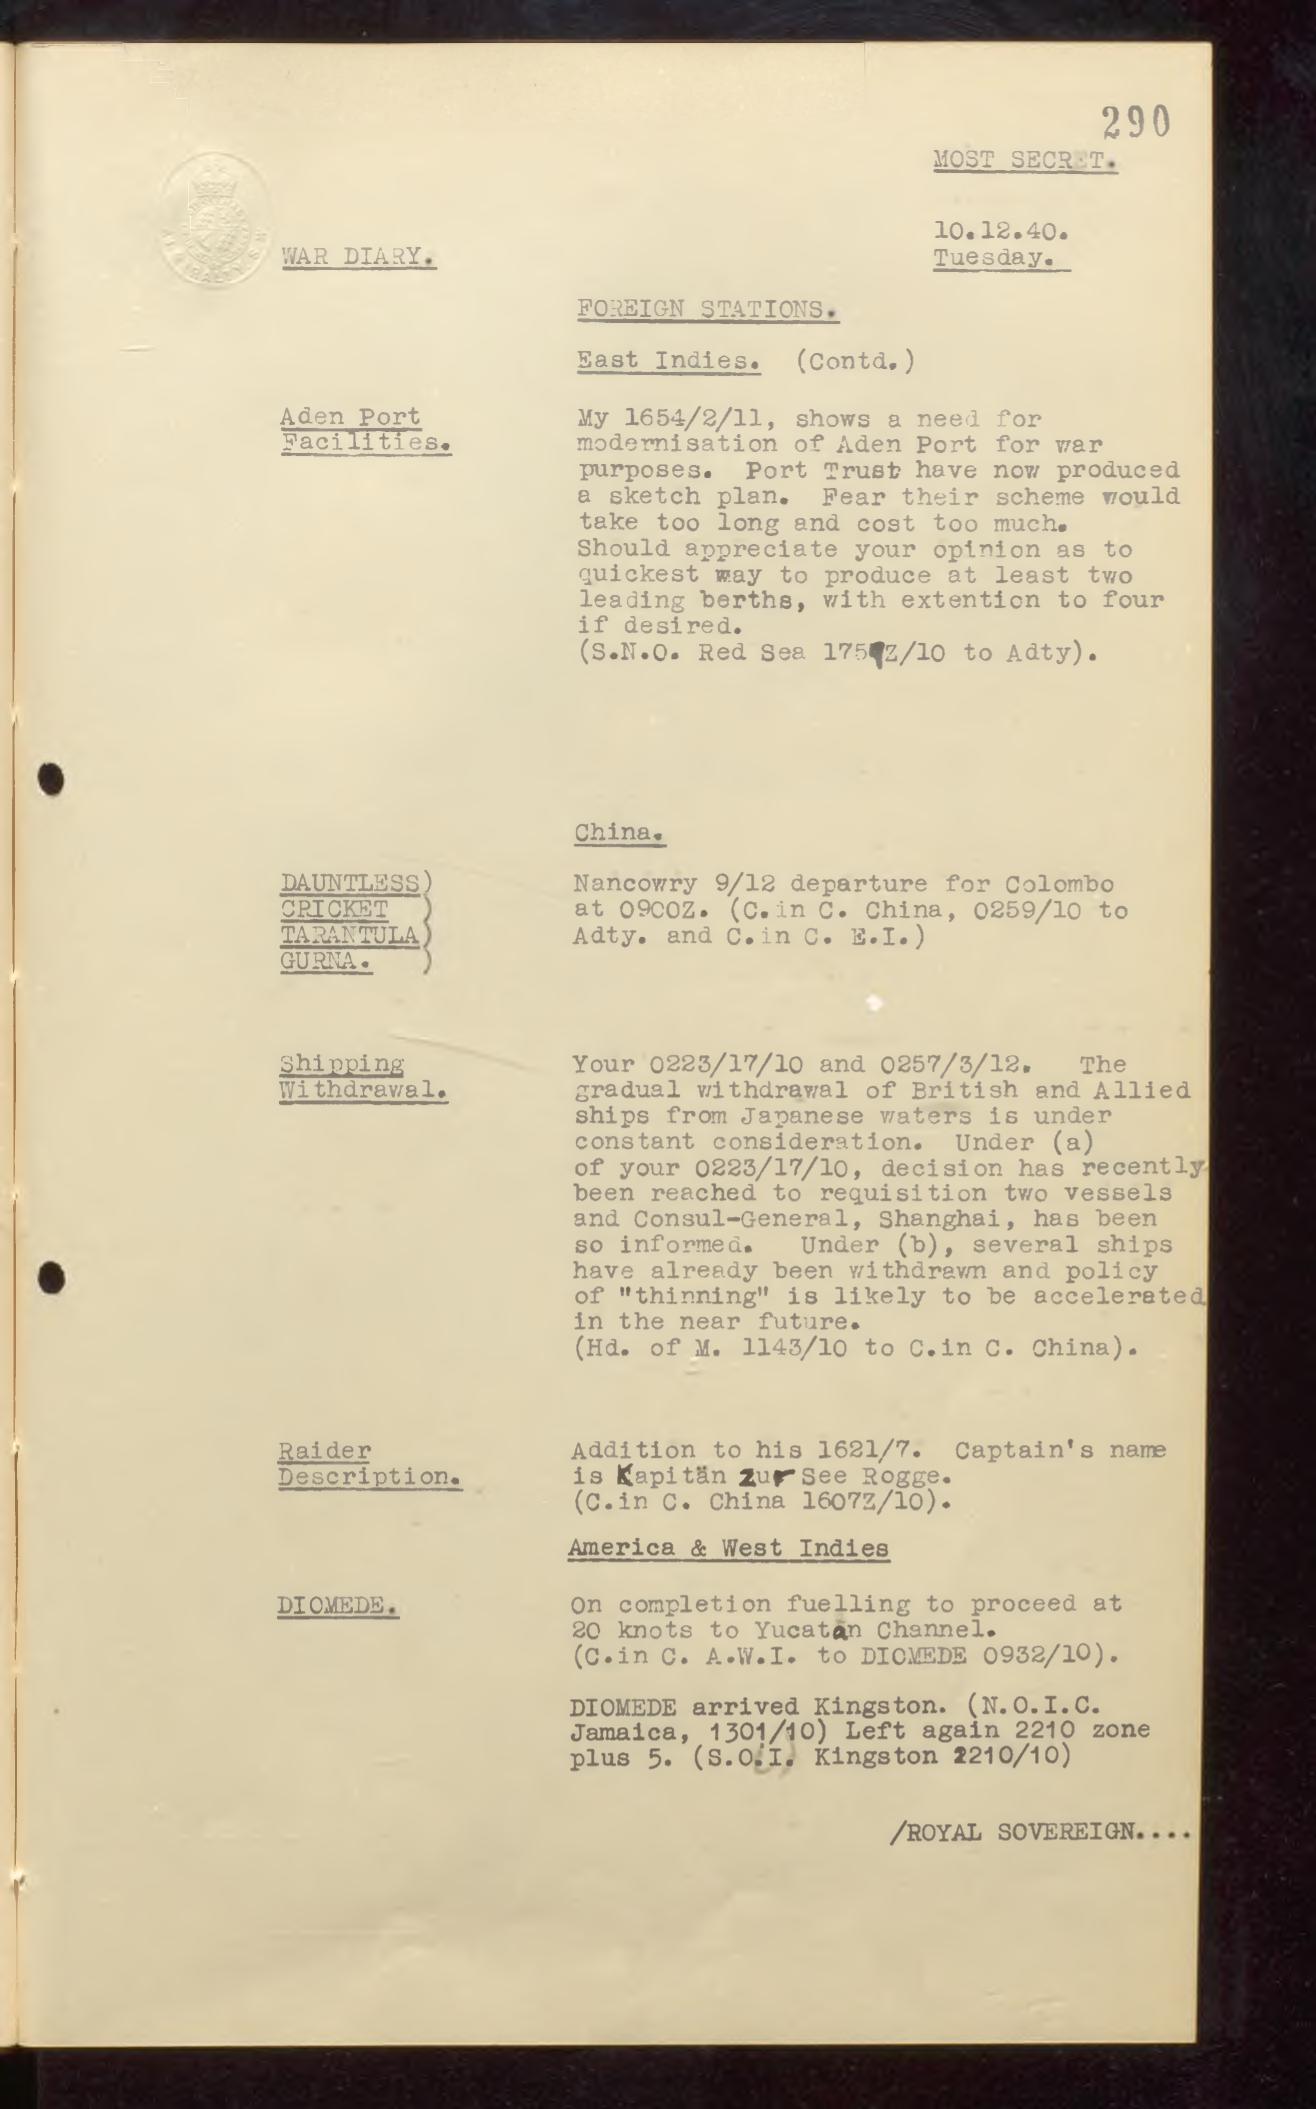 290
MOST SECRET.
10.12.40.
WAR DIARY.
Tuesday.
FOREIGN STATIONS.
East Indies. (Contd.)
Aden Port
Facilities.
My 1654/2/11, shows a need for
modernisation of Aden Port for war
purposes. Port Trust have now produced
a sketch plan. Fear their scheme would
take too long and cost too much.
Should appreciate your opinion as to
quickest way to produce at least two
leading berths, with extention to four
if desired.
(S.N.O. Red Sea 1759Z/10 to Adty).
China.
DAUNTLESS)
CRICKET )
TARANTULA)
GURNA. )
Nancowry 9/12 departure for Colombo
at 0900Z. (C.in C. China, 0259/10 to
Adty. and C.in C. E.I.)
Shipping
Withdrawal.
Your 0223/17/10 and 0257/3/12. The
gradual withdrawal of British and Allied
ships from Japanese waters is under
constant consideration. Under (a)
of your 0223/17/10, decision has recently
been reached to requisition two vessels
and Consul-General, Shanghai, has been
so informed. Under (b), several ships
have already been withdrawn and policy
of "thinning" is likely to be accelerated
in the near future.
(Hd. of M. 1143/10 to C.in C. China).
Raider
Description.
Addition to his 1621/7. Captain's name
is Kapitän zur See Rogge.
(C.in C. China 1607Z/10).
America & West Indies
DIOMEDE.
On completion fuelling to proceed at
20 knots to Yucatan Channel.
(C.in C. A.W.I. to DIOMEDE 0932/10).
DIOMEDE arrived Kingston. (N.O.I.C.
Jamaica, 1301/10) Left again 2210 zone
plus 5. (S.O.I. Kingston 2210/10)
/ROYAL SOVEREIGN....